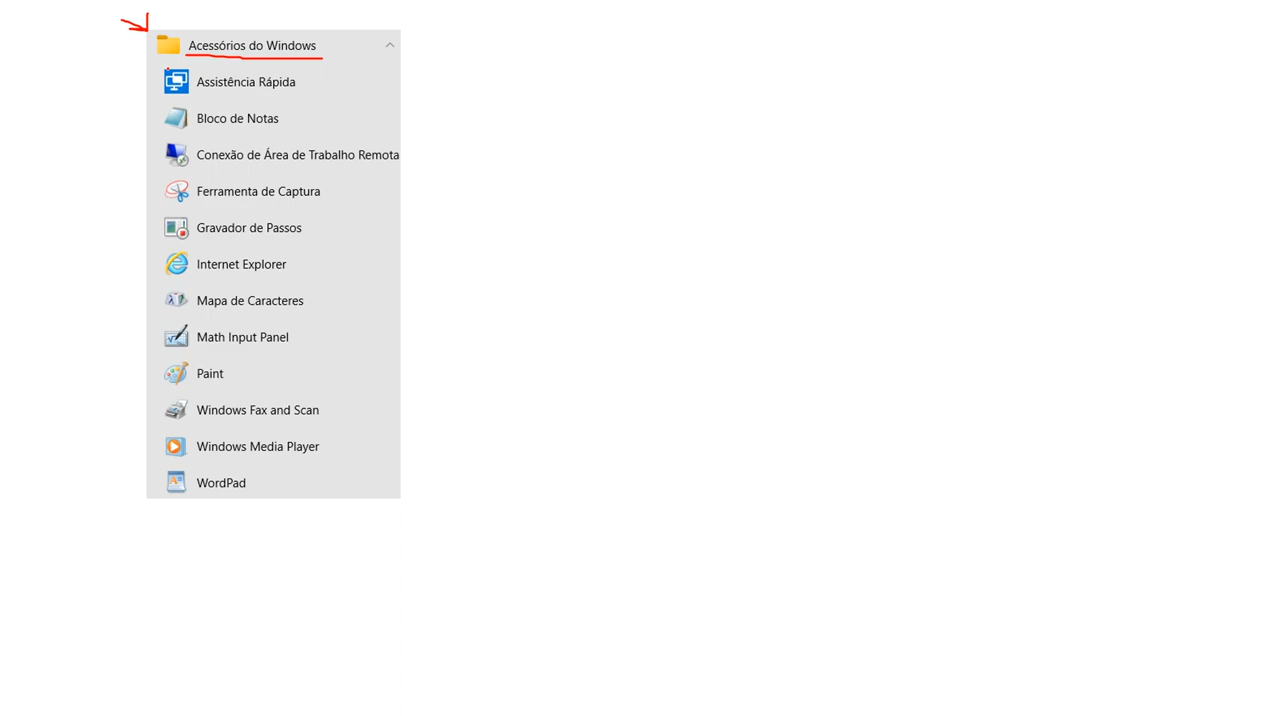 Acessórios do Windows
Assistência Rápida
Bloco de Notas
Conexão de Área de Trabalho Remota
Ferramenta de Captura
Gravador de Passos
Internet Explorer
Mapa de Caracteres
Math Input Panel
Paint
Windows Fax and Scan
Windows Media Player
WordPad